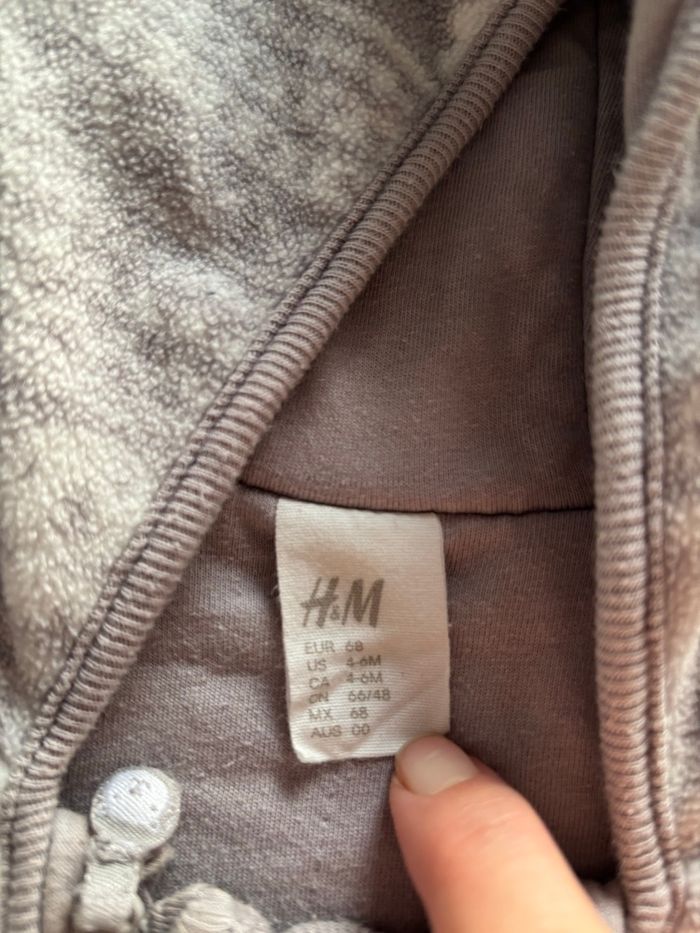 H&M
EUR 68
US 4-6M
CA 4-6M
CN 66/48
MX 68
AUS 00